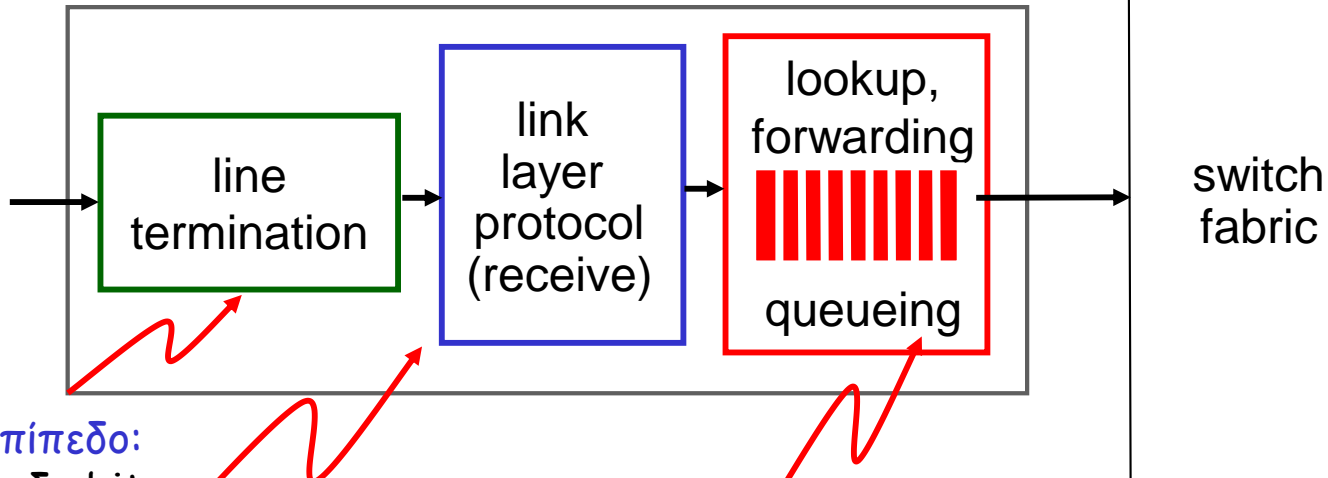 line
termination
link
layer
protocol
(receive)
lookup,
forwarding
queueing
switch
fabric
πίπεδο: